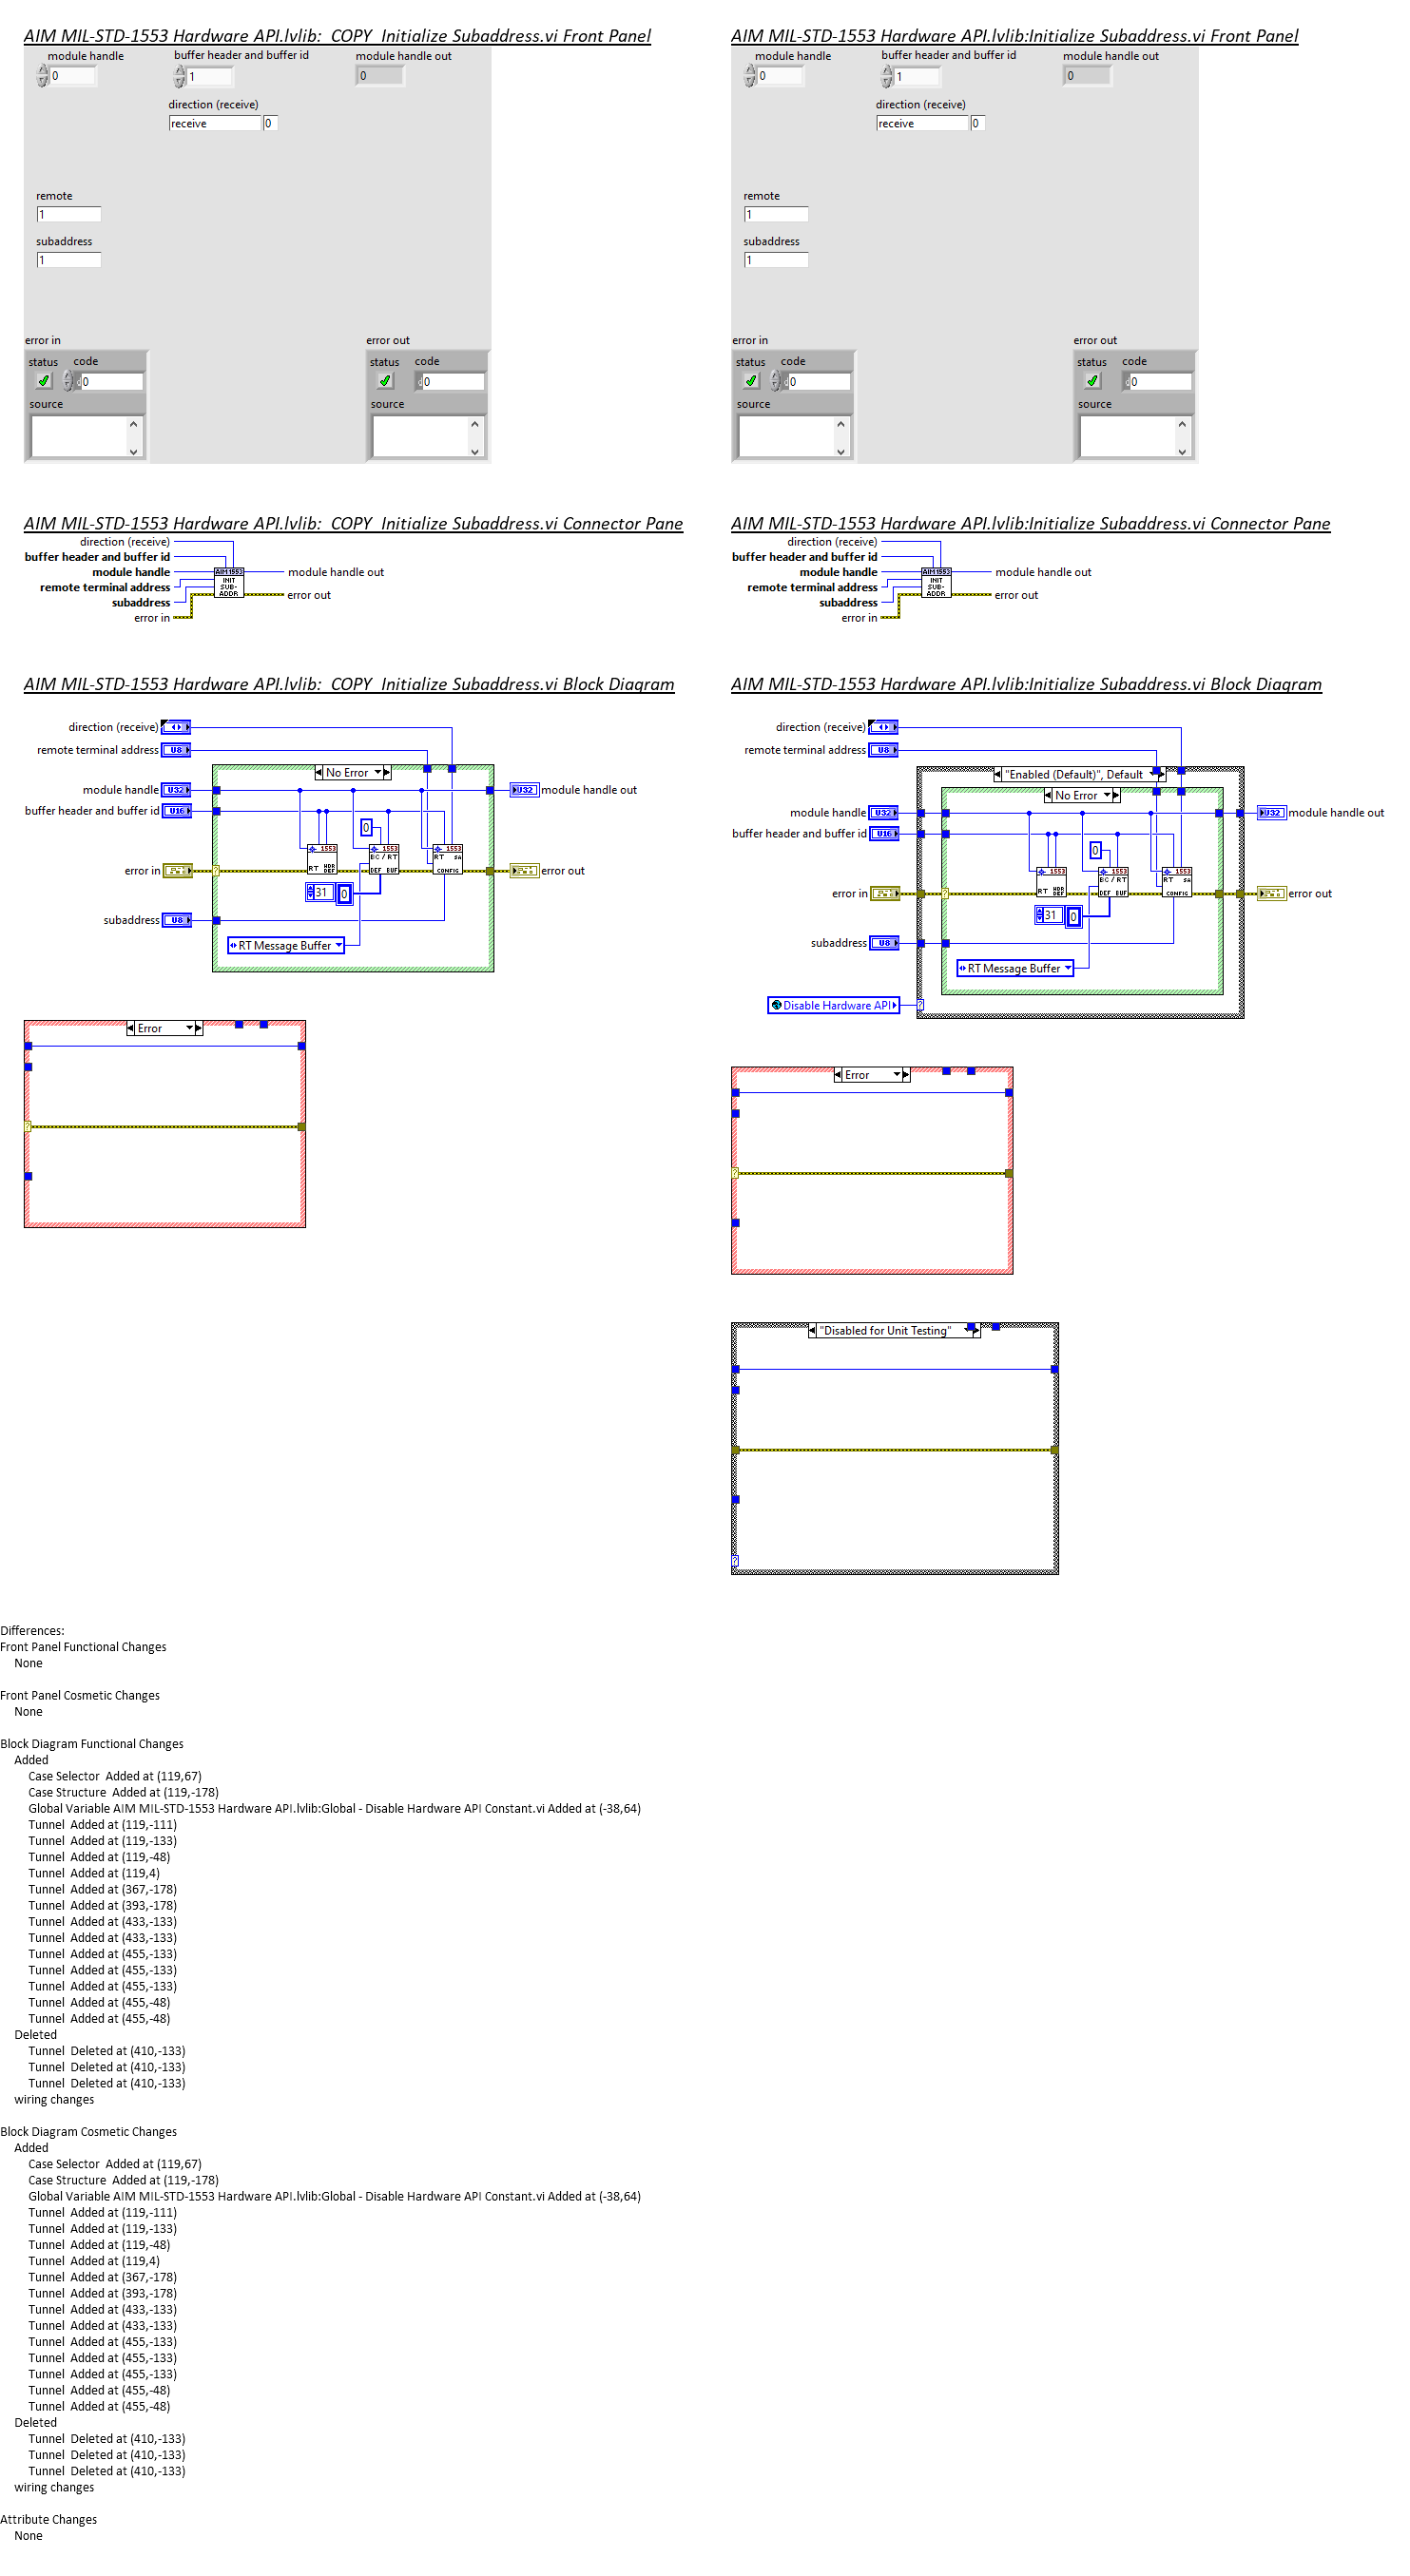 AIM MIL-STD-1553 Hardware API.lvlib:  COPY  Initialize Subaddress.vi Front Panel
module handle
buffer header and buffer id
module handle out
0
1
0
direction (receive)
receive
0
remote
1
subaddress
1
error in
error out
status
code
status
code
0
0
source
source
AIM MIL-STD-1553 Hardware API.lvlib:Initialize Subaddress.vi Front Panel
module handle
buffer header and buffer id
module handle out
0
1
0
direction (receive)
receive
0
remote
1
subaddress
1
error in
error out
status
code
status
code
0
0
source
source
AIM MIL-STD-1553 Hardware API.lvlib:  COPY  Initialize Subaddress.vi Connector Pane
direction (receive)
buffer header and buffer id
module handle
remote terminal address
subaddress
error in
AIM1553
INIT
SUB-
ADDR
module handle out
error out
AIM MIL-STD-1553 Hardware API.lvlib:Initialize Subaddress.vi Connector Pane
direction (receive)
buffer header and buffer id
module handle
remote terminal address
subaddress
error in
AIM1553
INIT
SUB-
ADDR
module handle out
error out
AIM MIL-STD-1553 Hardware API.lvlib:  COPY  Initialize Subaddress.vi Block Diagram
direction (receive)
remote terminal address
U8
No Error
module handle
U32
U32
module handle out
buffer header and buffer id
U16
0
1553
RT HDR
DEF
1553
BC/RT
DEF BUF
1553
RT SA
CONFIG
error in
error out
31
0
subaddress
U8
RT Message Buffer
Error
AIM MIL-STD-1553 Hardware API.lvlib:Initialize Subaddress.vi Block Diagram
direction (receive)
remote terminal address
U8
"Enabled (Default)", Default
No Error
module handle
U32
U32
module handle out
buffer header and buffer id
U16
0
1553
RT HDR
DEF
1553
BC/RT
DEF BUF
1553
RT SA
CONFIG
error in
error out
31
0
subaddress
U8
RT Message Buffer
Disable Hardware API
Error
"Disabled for Unit Testing"
Differences:
Front Panel Functional Changes
None
Front Panel Cosmetic Changes
None
Block Diagram Functional Changes
Added
Case Selector  Added at (119,67)
Case Structure  Added at (119,-178)
Global Variable AIM MIL-STD-1553 Hardware API.lvlib:Global - Disable Hardware API Constant.vi Added at (-38,64)
Tunnel  Added at (119,-111)
Tunnel  Added at (119,-133)
Tunnel  Added at (119,-48)
Tunnel  Added at (119,4)
Tunnel  Added at (367,-178)
Tunnel  Added at (393,-178)
Tunnel  Added at (433,-133)
Tunnel  Added at (433,-133)
Tunnel  Added at (455,-133)
Tunnel  Added at (455,-133)
Tunnel  Added at (455,-133)
Tunnel  Added at (455,-48)
Tunnel  Added at (455,-48)
Deleted
Tunnel  Deleted at (410,-133)
Tunnel  Deleted at (410,-133)
Tunnel  Deleted at (410,-133)
wiring changes
Block Diagram Cosmetic Changes
Added
Case Selector  Added at (119,67)
Case Structure  Added at (119,-178)
Global Variable AIM MIL-STD-1553 Hardware API.lvlib:Global - Disable Hardware API Constant.vi Added at (-38,64)
Tunnel  Added at (119,-111)
Tunnel  Added at (119,-133)
Tunnel  Added at (119,-48)
Tunnel  Added at (119,4)
Tunnel  Added at (367,-178)
Tunnel  Added at (393,-178)
Tunnel  Added at (433,-133)
Tunnel  Added at (433,-133)
Tunnel  Added at (455,-133)
Tunnel  Added at (455,-133)
Tunnel  Added at (455,-133)
Tunnel  Added at (455,-48)
Tunnel  Added at (455,-48)
Deleted
Tunnel  Deleted at (410,-133)
Tunnel  Deleted at (410,-133)
Tunnel  Deleted at (410,-133)
wiring changes
Attribute Changes
None